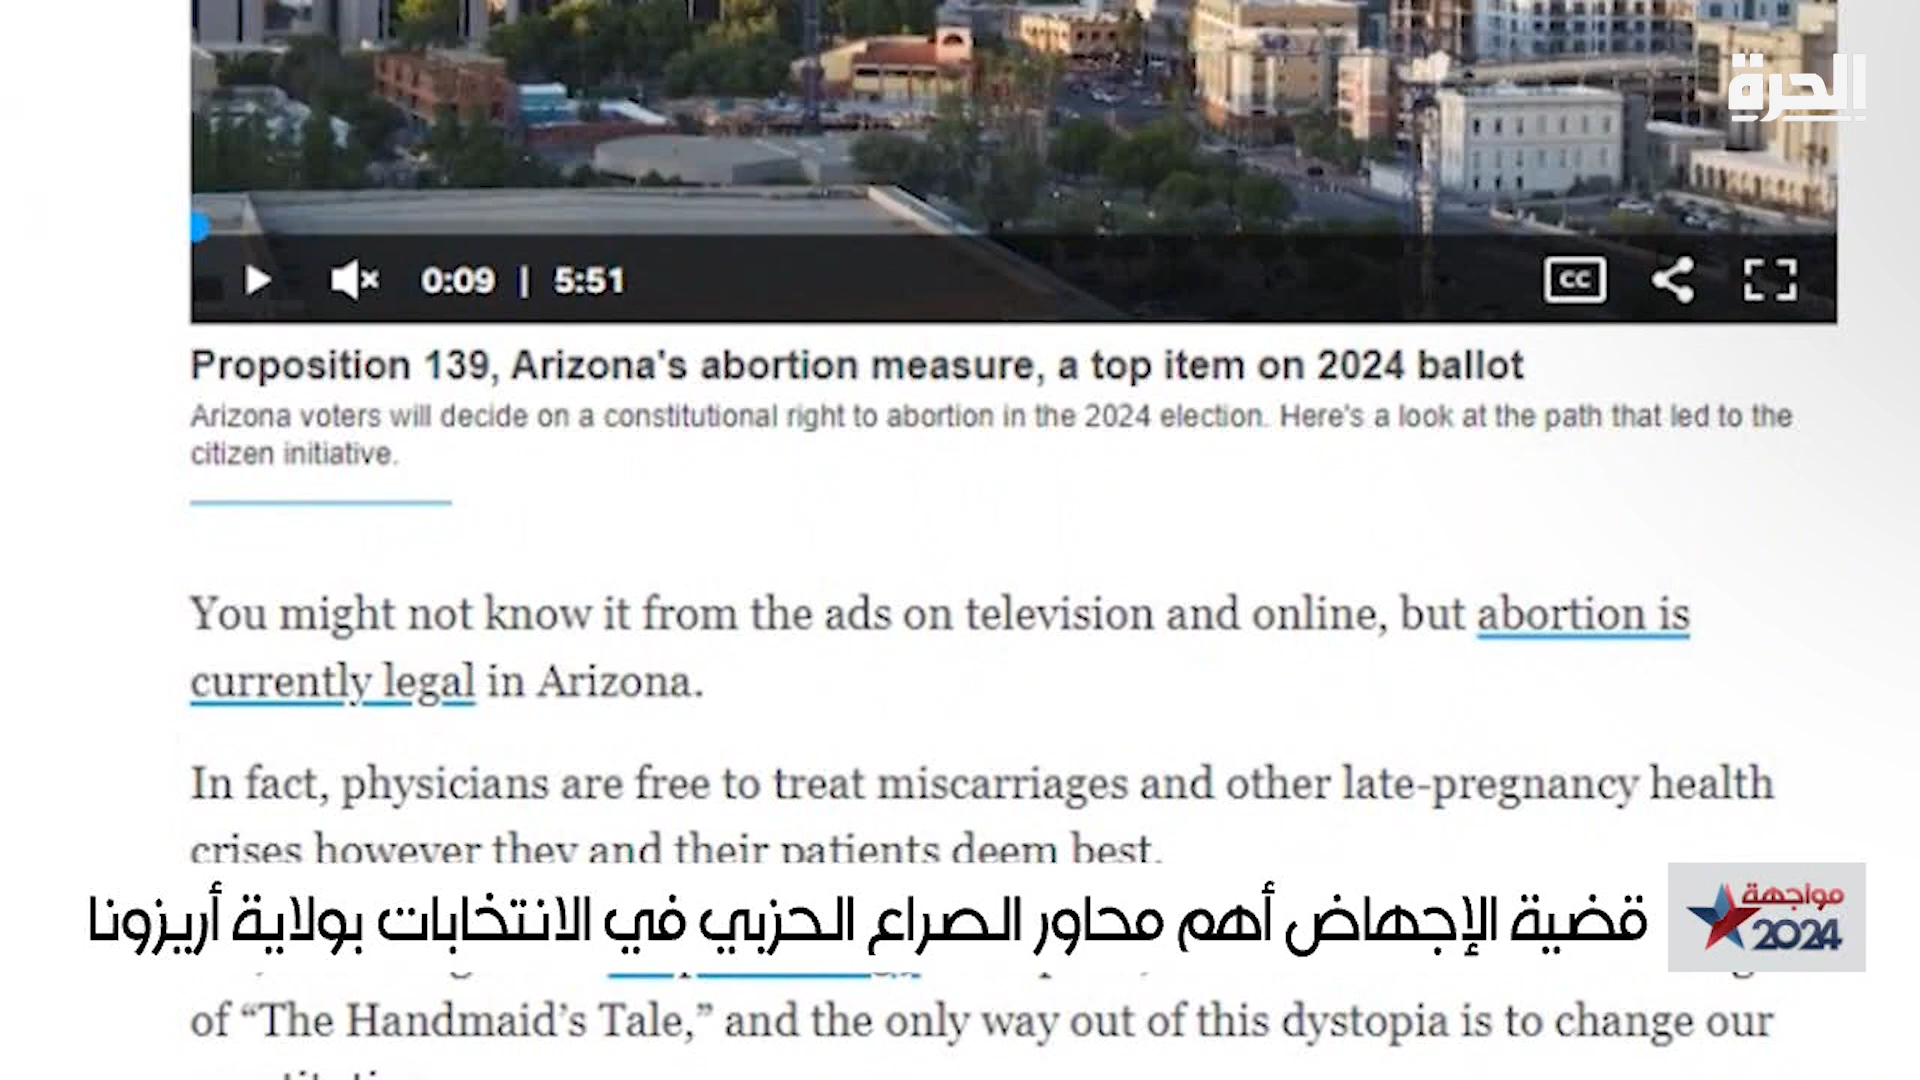 الحرة
0:09 | 5:51
CC
Proposition 139, Arizona's abortion measure, a top item on 2024 ballot
Arizona voters will decide on a constitutional right to abortion in the 2024 election. Here's a look at the path that led to the
citizen initiative.
You might not know it from the ads on television and online, but abortion is
currently legal in Arizona.
In fact, physicians are free to treat miscarriages and other late-pregnancy health
crises however they and their patients deem best.
قضية الإجهاض أهم محاور الصراع الحزبي في الانتخابات بولاية أريزونا
مواجهة
2024
of “The Handmaid’s Tale,” and the only way out of this dystopia is to change our